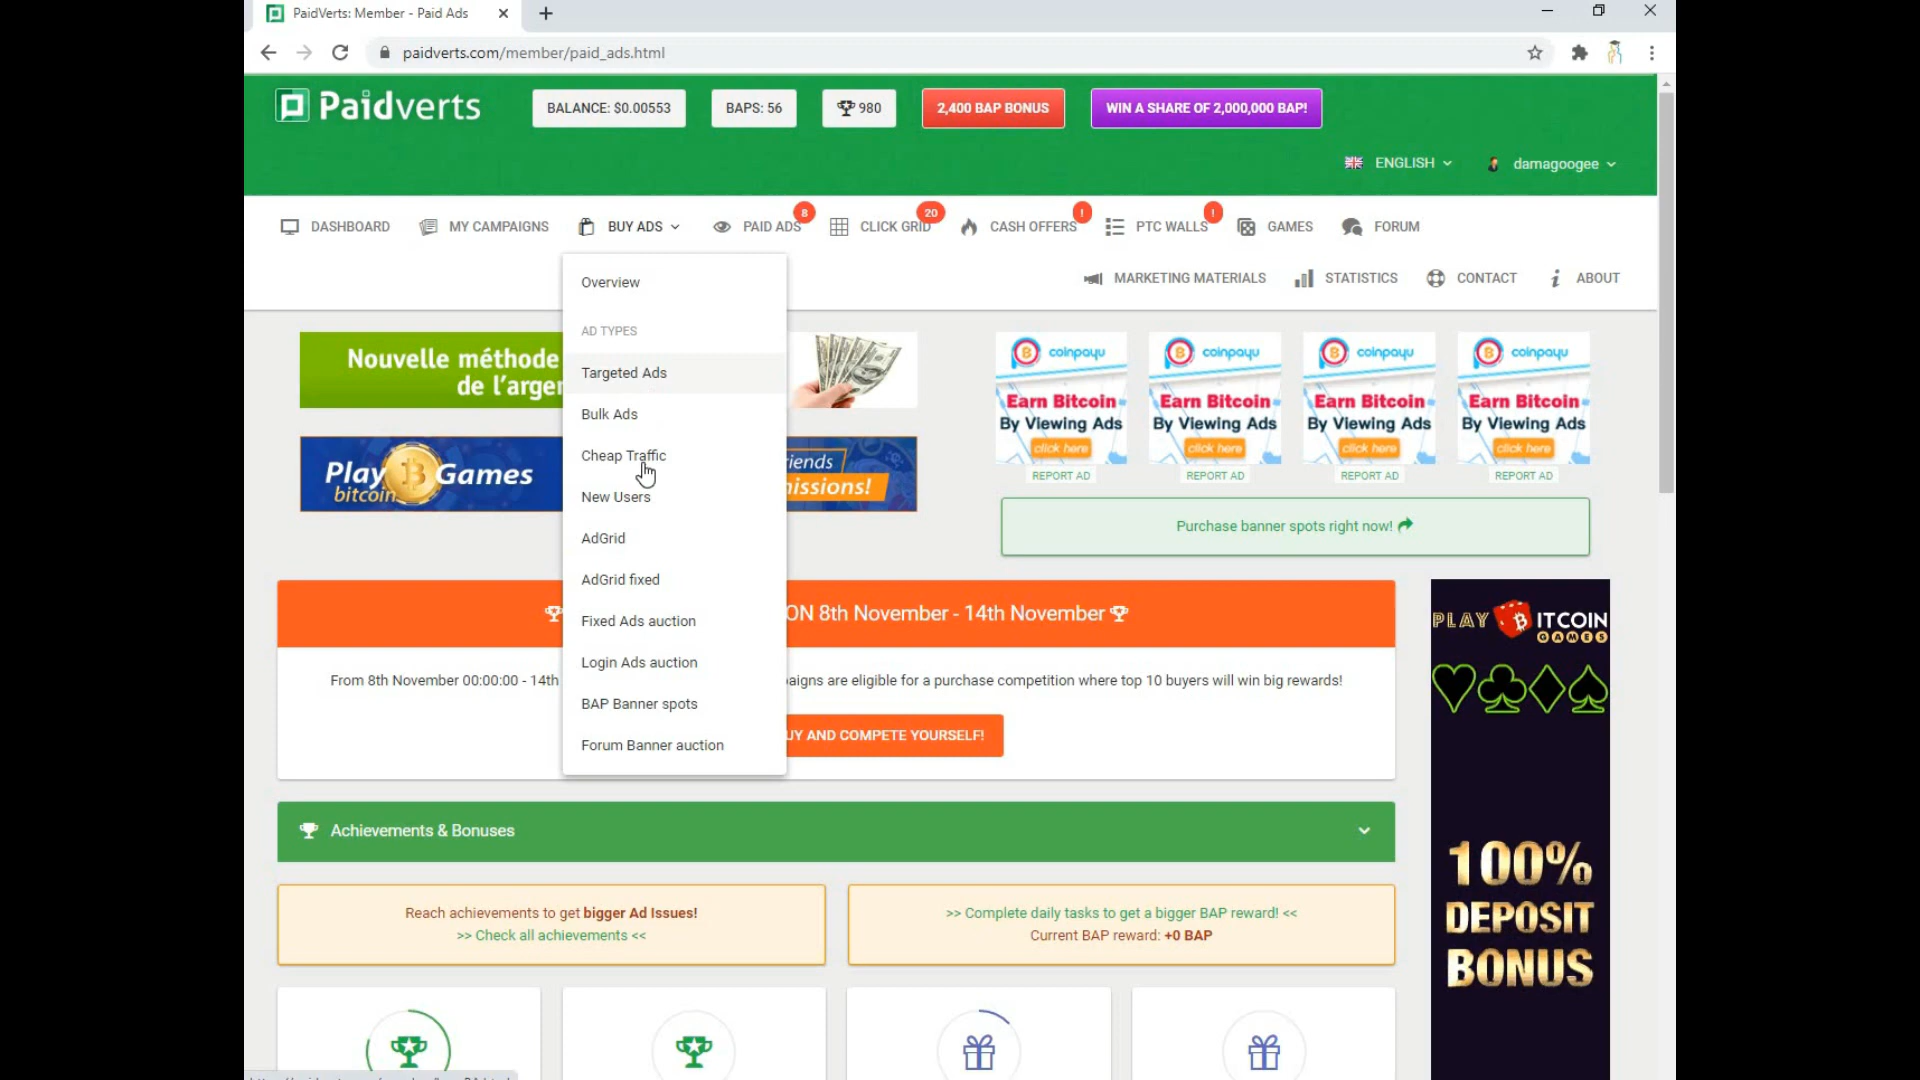 PaidVerts: Member - Paid Ads
paidverts.com/member/paid_ads.html
Paidverts
BALANCE: $0.00553
BAPS: 56
980
2,400 BAP BONUS
WIN A SHARE OF 2,000,000 BAP!
ENGLISH
damagoogee
DASHBOARD
MY CAMPAIGNS
BUY ADS
PAID ADS
8
CLICK GRID
20
CASH OFFERS
!
PTC WALLS
!
GAMES
FORUM
MARKETING MATERIALS
STATISTICS
CONTACT
ABOUT
Overview
AD TYPES
Targeted Ads
Bulk Ads
Cheap Traffic
New Users
AdGrid
AdGrid fixed
Fixed Ads auction
Login Ads auction
BAP Banner spots
Forum Banner auction
Nouvelle méthode
de l'arge
Play Games
bitcoin
iends
issions!
coinpayu
Earn Bitcoin
By Viewing Ads
click here
REPORT AD
coinpayu
Earn Bitcoin
By Viewing Ads
click here
REPORT AD
coinpayu
Earn Bitcoin
By Viewing Ads
click here
REPORT AD
coinpayu
Earn Bitcoin
By Viewing Ads
click here
REPORT AD
Purchase banner spots right now!
ON 8th November - 14th November
From 8th November 00:00:00 - 14th
aigns are eligible for a purchase competition where top 10 buyers will win big rewards!
UY AND COMPETE YOURSELF!
PLAY BITCOIN
GAMES
100%
DEPOSIT
BONUS
Achievements & Bonuses
Reach achievements to get bigger Ad Issues!
>> Check all achievements <<
>> Complete daily tasks to get a bigger BAP reward! <<
Current BAP reward: +0 BAP